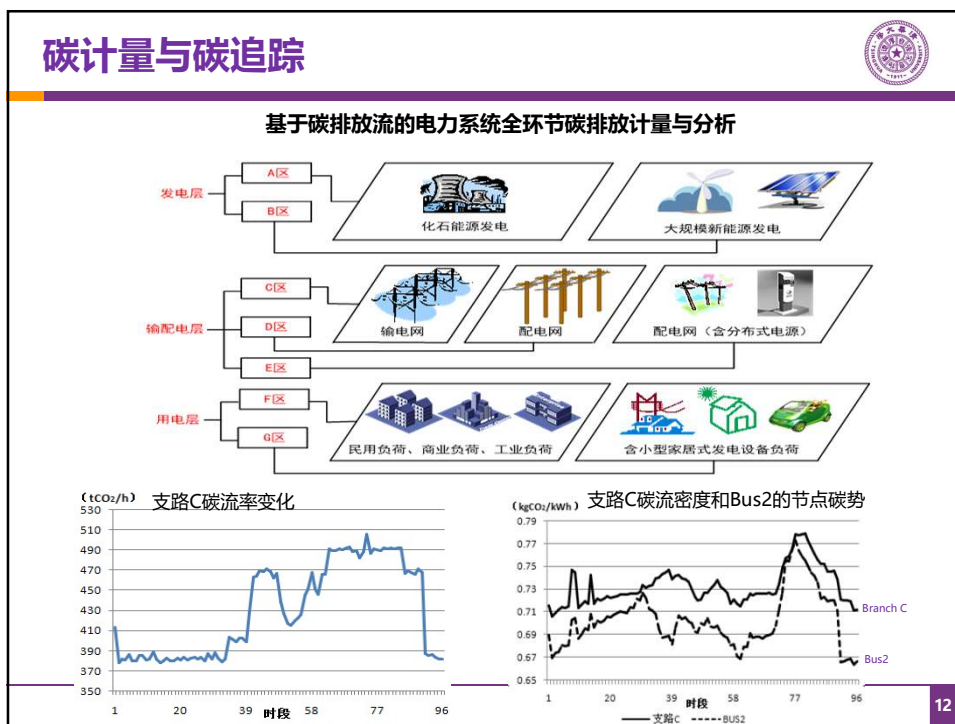 碳计量与碳追踪
基于碳排放流的电力系统全环节碳排放计量与分析
发电层
A区
B区
化石能源发电
大规模新能源发电
输配电层
C区
D区
E区
输电网
配电网
配电网（含分布式电源）
用电层
F区
G区
民用负荷、商业负荷、工业负荷
含小型家居式发电设备负荷
（tCO₂/h）
支路C碳流率变化
530
510
490
470
450
430
410
390
370
350
1 20 39 58 77 96
时段
（kgCO₂/kWh）
支路C碳流密度和Bus2的节点碳势
0.79
0.77
0.75
0.73
0.71
0.69
0.67
0.65
Branch C
Bus2
1 20 39 58 77 96
时段
支路C BUS2
12